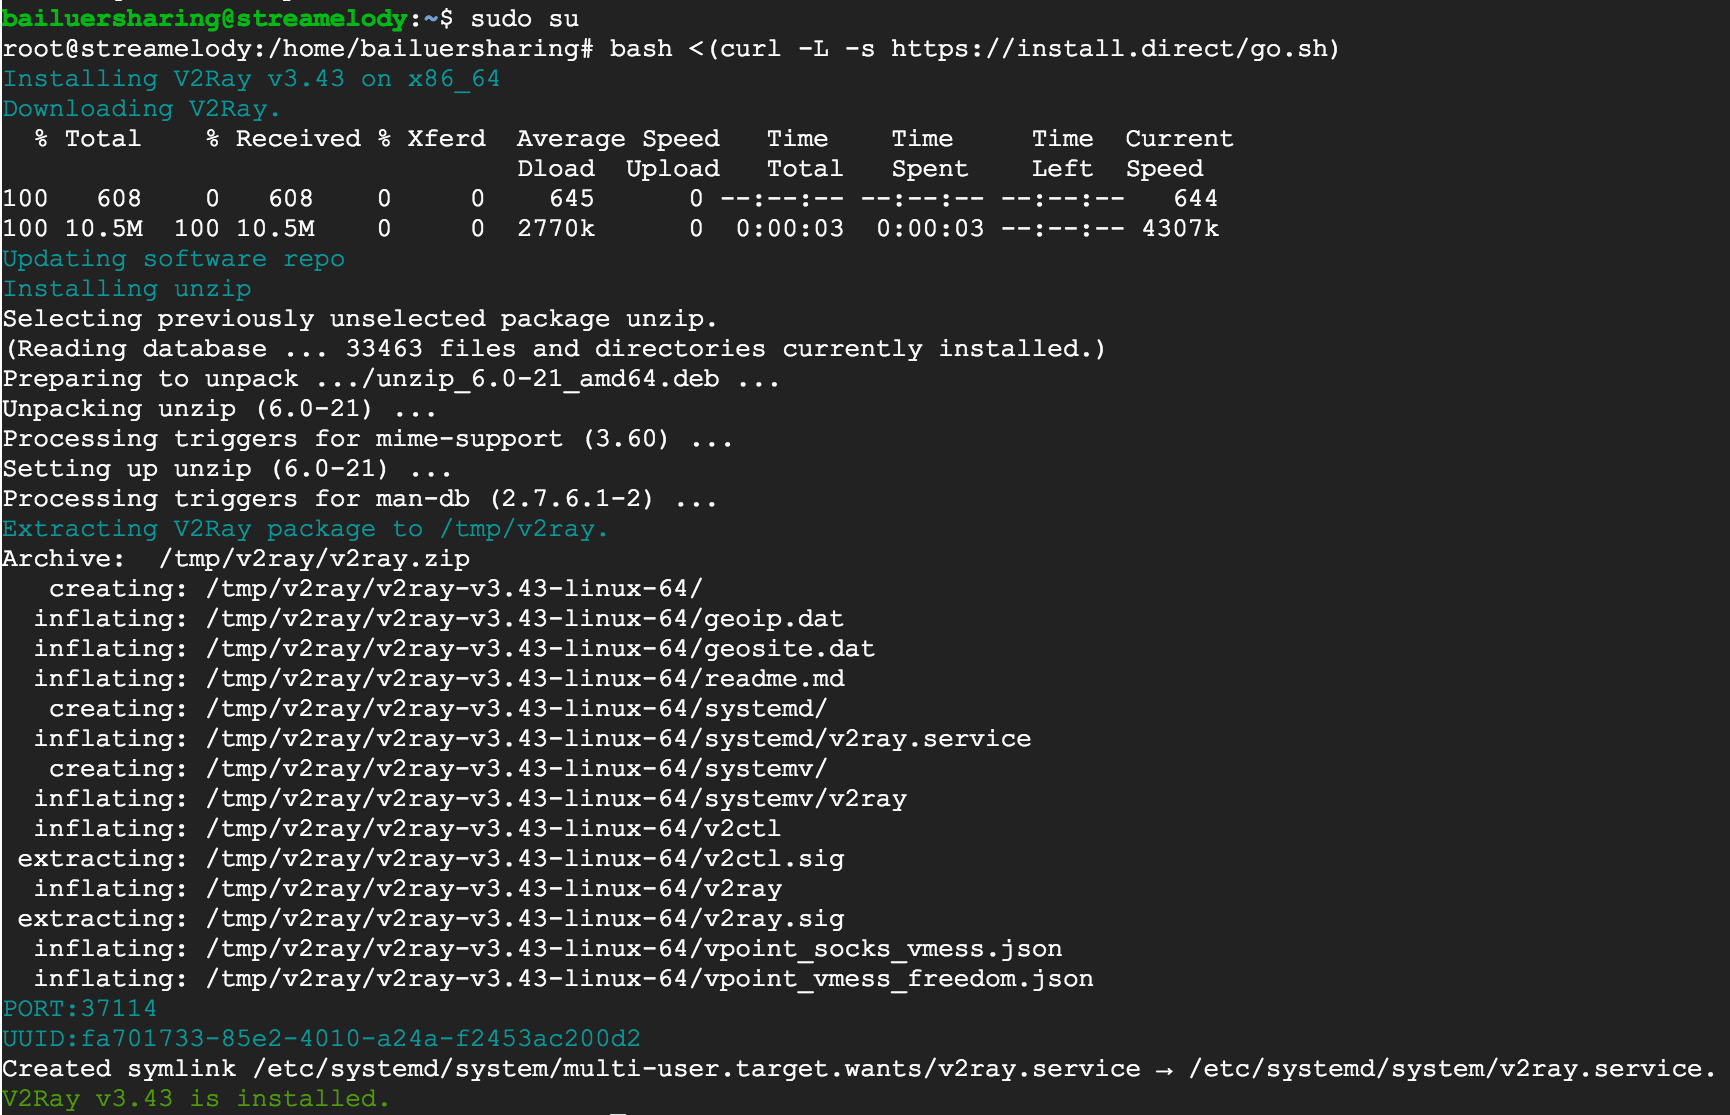 bailuersharing@streamelody:~$ sudo su
root@streamelody:/home/bailuersharing# bash <(curl -L -s https://install.direct/go.sh)
Installing V2Ray v3.43 on x86_64
Downloading V2Ray.
  % Total    % Received % Xferd  Average Speed   Time    Time     Time  Current
                                 Dload  Upload   Total   Spent    Left  Speed
100   608    0   608    0     0    645      0 --:--:-- --:--:-- --:--:--   644
100 10.5M  100 10.5M    0     0  2770k      0  0:00:03  0:00:03 --:--:-- 4307k
Updating software repo
Installing unzip
Selecting previously unselected package unzip.
(Reading database ... 33463 files and directories currently installed.)
Preparing to unpack .../unzip_6.0-21_amd64.deb ...
Unpacking unzip (6.0-21) ...
Processing triggers for mime-support (3.60) ...
Setting up unzip (6.0-21) ...
Processing triggers for man-db (2.7.6.1-2) ...
Extracting V2Ray package to /tmp/v2ray.
Archive:  /tmp/v2ray/v2ray.zip
   creating: /tmp/v2ray/v2ray-v3.43-linux-64/
  inflating: /tmp/v2ray/v2ray-v3.43-linux-64/geoip.dat
  inflating: /tmp/v2ray/v2ray-v3.43-linux-64/geosite.dat
  inflating: /tmp/v2ray/v2ray-v3.43-linux-64/readme.md
   creating: /tmp/v2ray/v2ray-v3.43-linux-64/systemd/
  inflating: /tmp/v2ray/v2ray-v3.43-linux-64/systemd/v2ray.service
   creating: /tmp/v2ray/v2ray-v3.43-linux-64/systemv/
  inflating: /tmp/v2ray/v2ray-v3.43-linux-64/systemv/v2ray
  inflating: /tmp/v2ray/v2ray-v3.43-linux-64/v2ctl
 extracting: /tmp/v2ray/v2ray-v3.43-linux-64/v2ctl.sig
  inflating: /tmp/v2ray/v2ray-v3.43-linux-64/v2ray
 extracting: /tmp/v2ray/v2ray-v3.43-linux-64/v2ray.sig
  inflating: /tmp/v2ray/v2ray-v3.43-linux-64/vpoint_socks_vmess.json
  inflating: /tmp/v2ray/v2ray-v3.43-linux-64/vpoint_vmess_freedom.json
PORT:37114
UUID:fa701733-85e2-4010-a24a-f2453ac200d2
Created symlink /etc/systemd/system/multi-user.target.wants/v2ray.service → /etc/systemd/system/v2ray.service.
V2Ray v3.43 is installed.